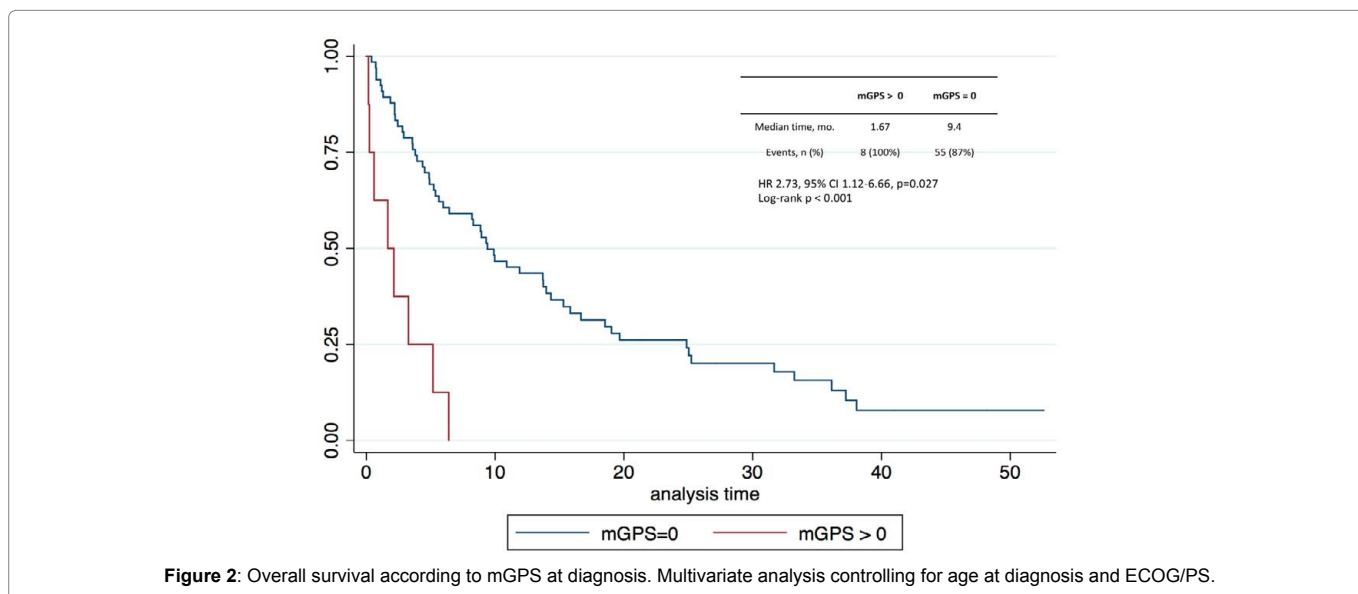 1.00
0.75
0.50
0.25
0.00
mGPS > 0 mGPS = 0
Median time, mo. 1.67 9.4
Events, n (%) 8 (100%) 55 (87%)
HR 2.73, 95% CI 1.12-6.66, p=0.027
Log-rank p < 0.001
0 10 20 30 40 50
analysis time
mGPS=0 mGPS > 0
Figure 2: Overall survival according to mGPS at diagnosis. Multivariate analysis controlling for age at diagnosis and ECOG/PS.